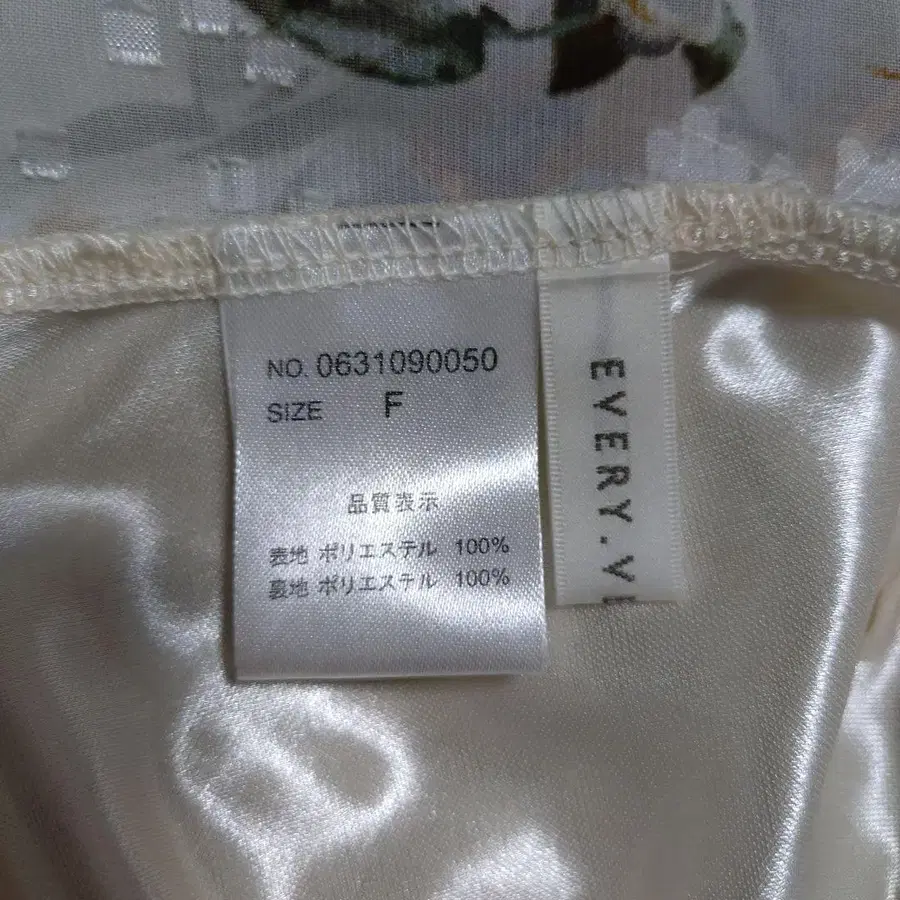 NO. 0631090050
SIZE F
品質表示
表地 ポリエステル 100%
裏地 ポリエステル 100%
EVERY.V